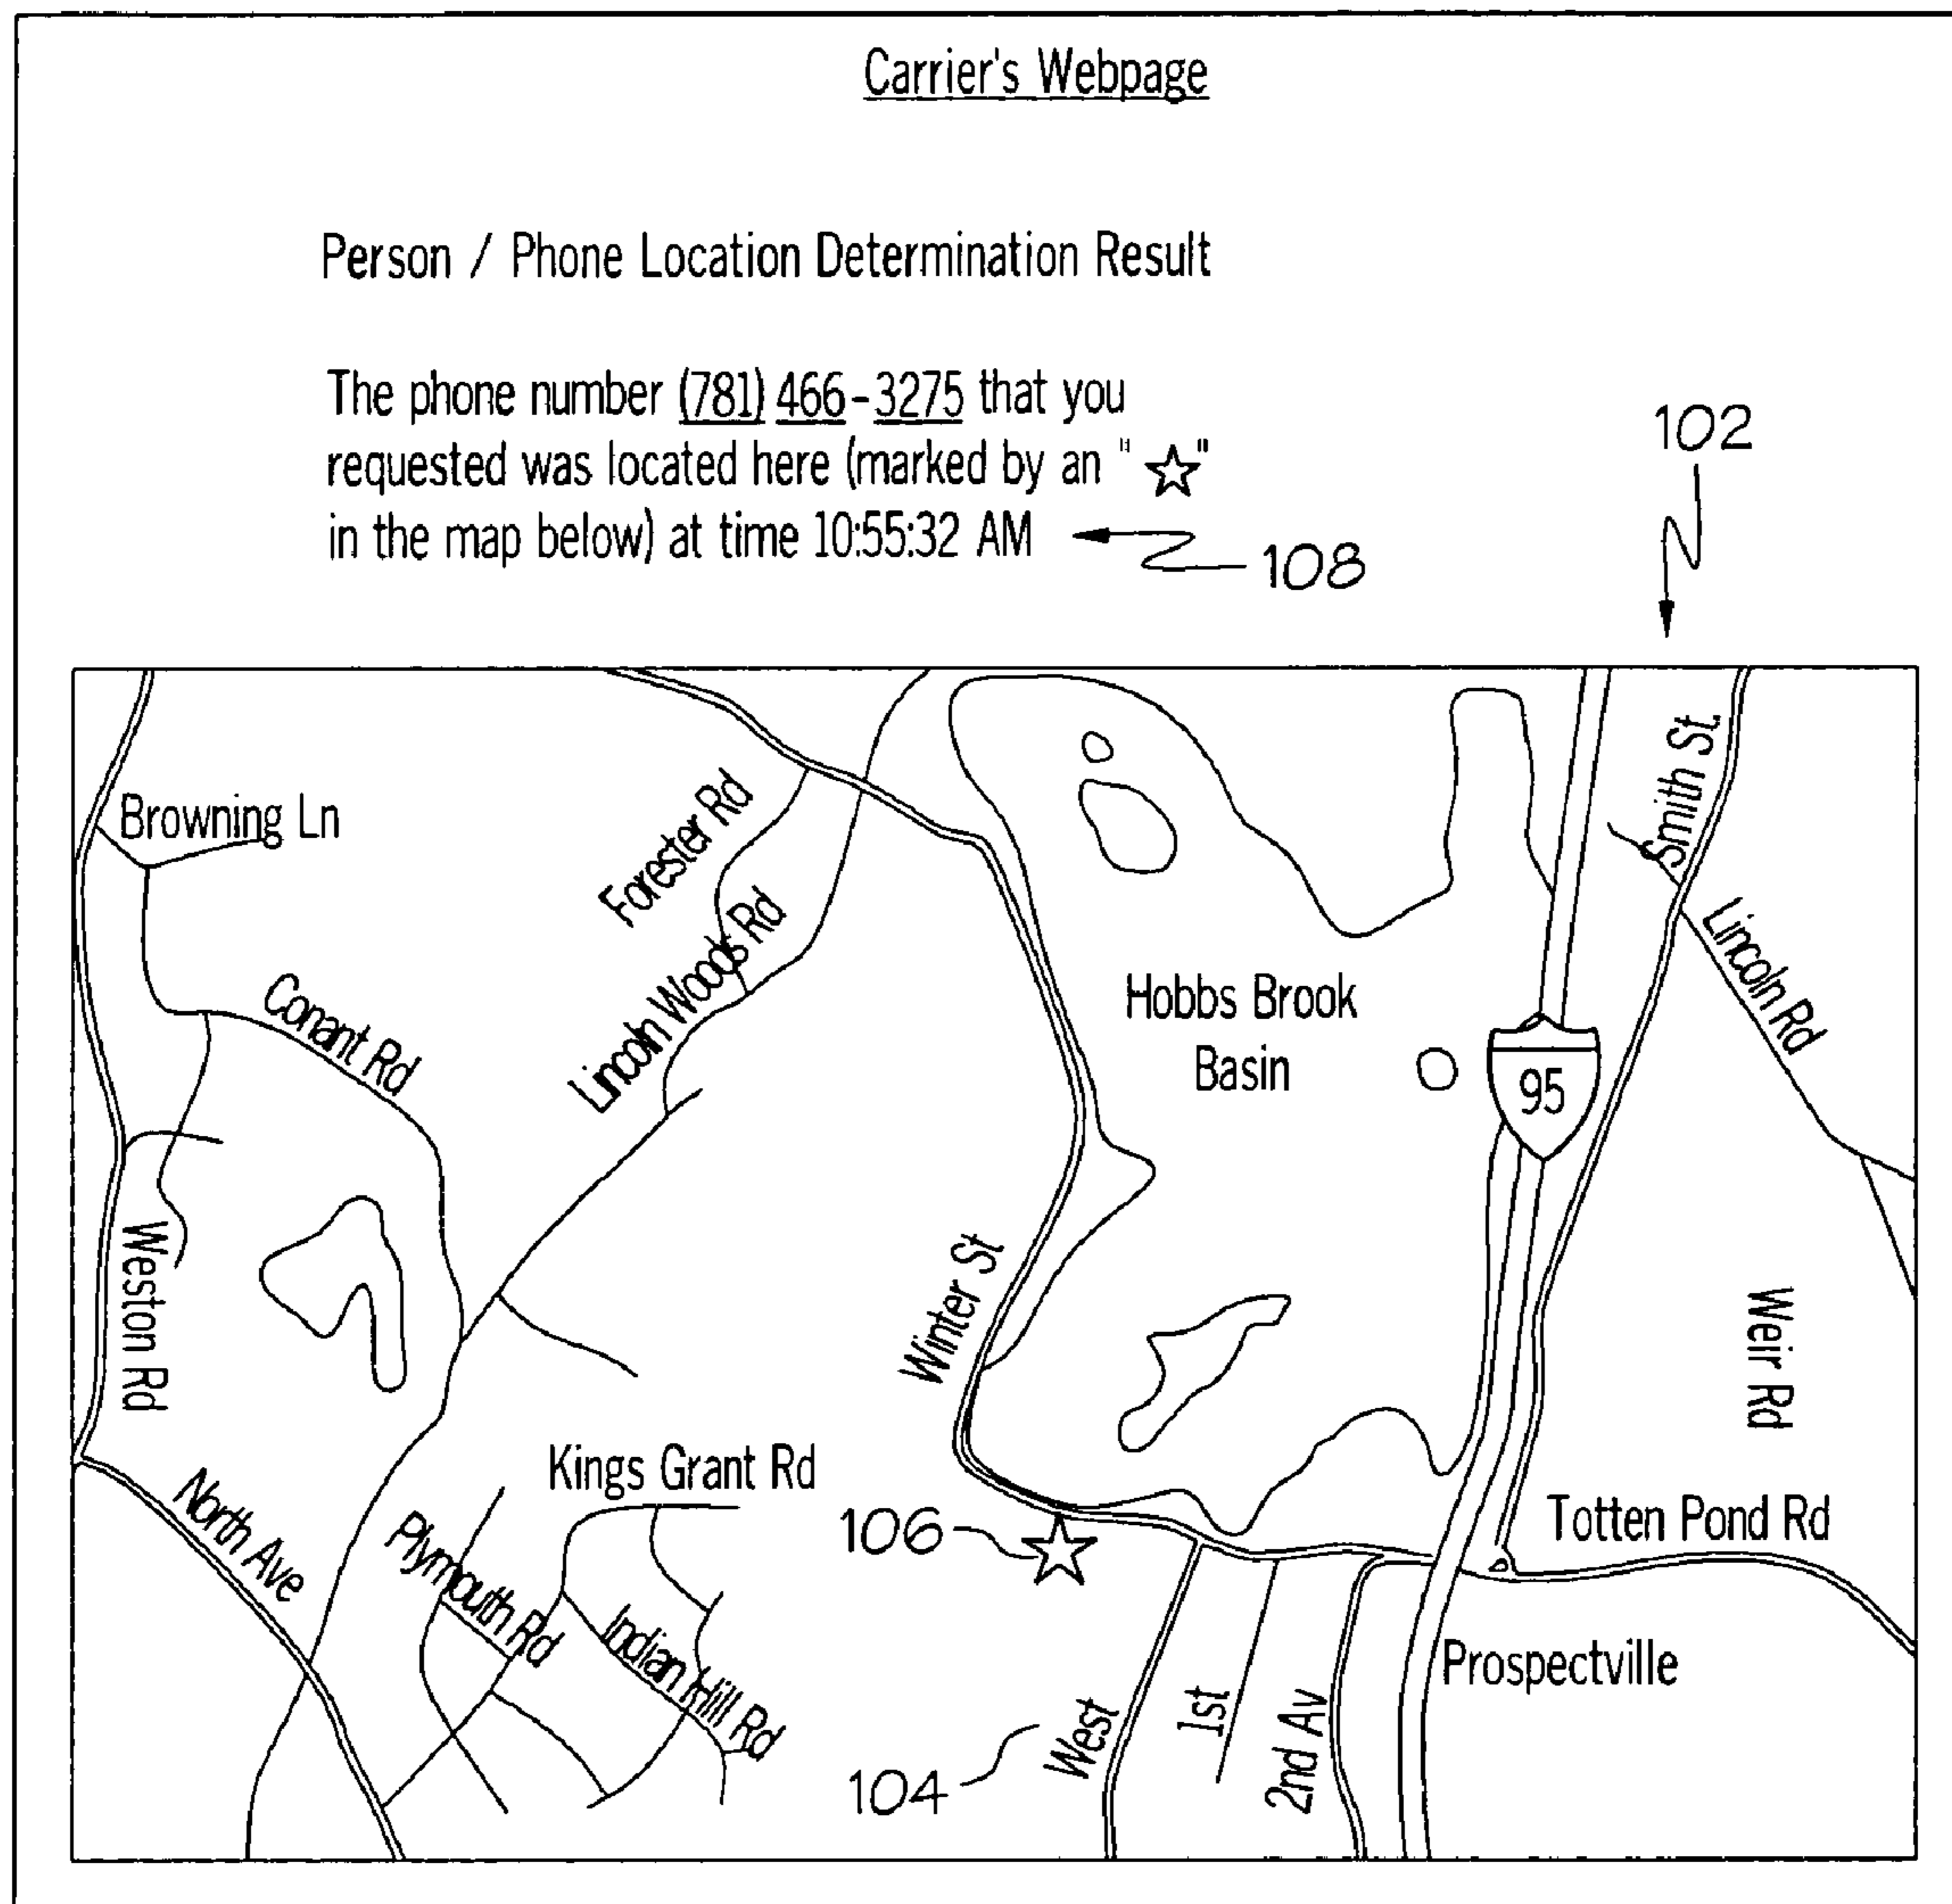 Carrier's Webpage
Person / Phone Location Determination Result
The phone number (781) 466-3275 that you
requested was located here (marked by an "☆"
in the map below) at time 10:55:32 AM
108
102
Browning Ln
Forester Rd
Smith St.
Lincoln Woods Rd
Lincoln Rd
Conant Rd
Hobbs Brook
Basin
95
Weston Rd
Winter St
Weir Rd
Kings Grant Rd
North Ave
Plymouth Rd
106
Totten Pond Rd
Indian Hill Rd
Prospectville
104
West
1st
2nd Av